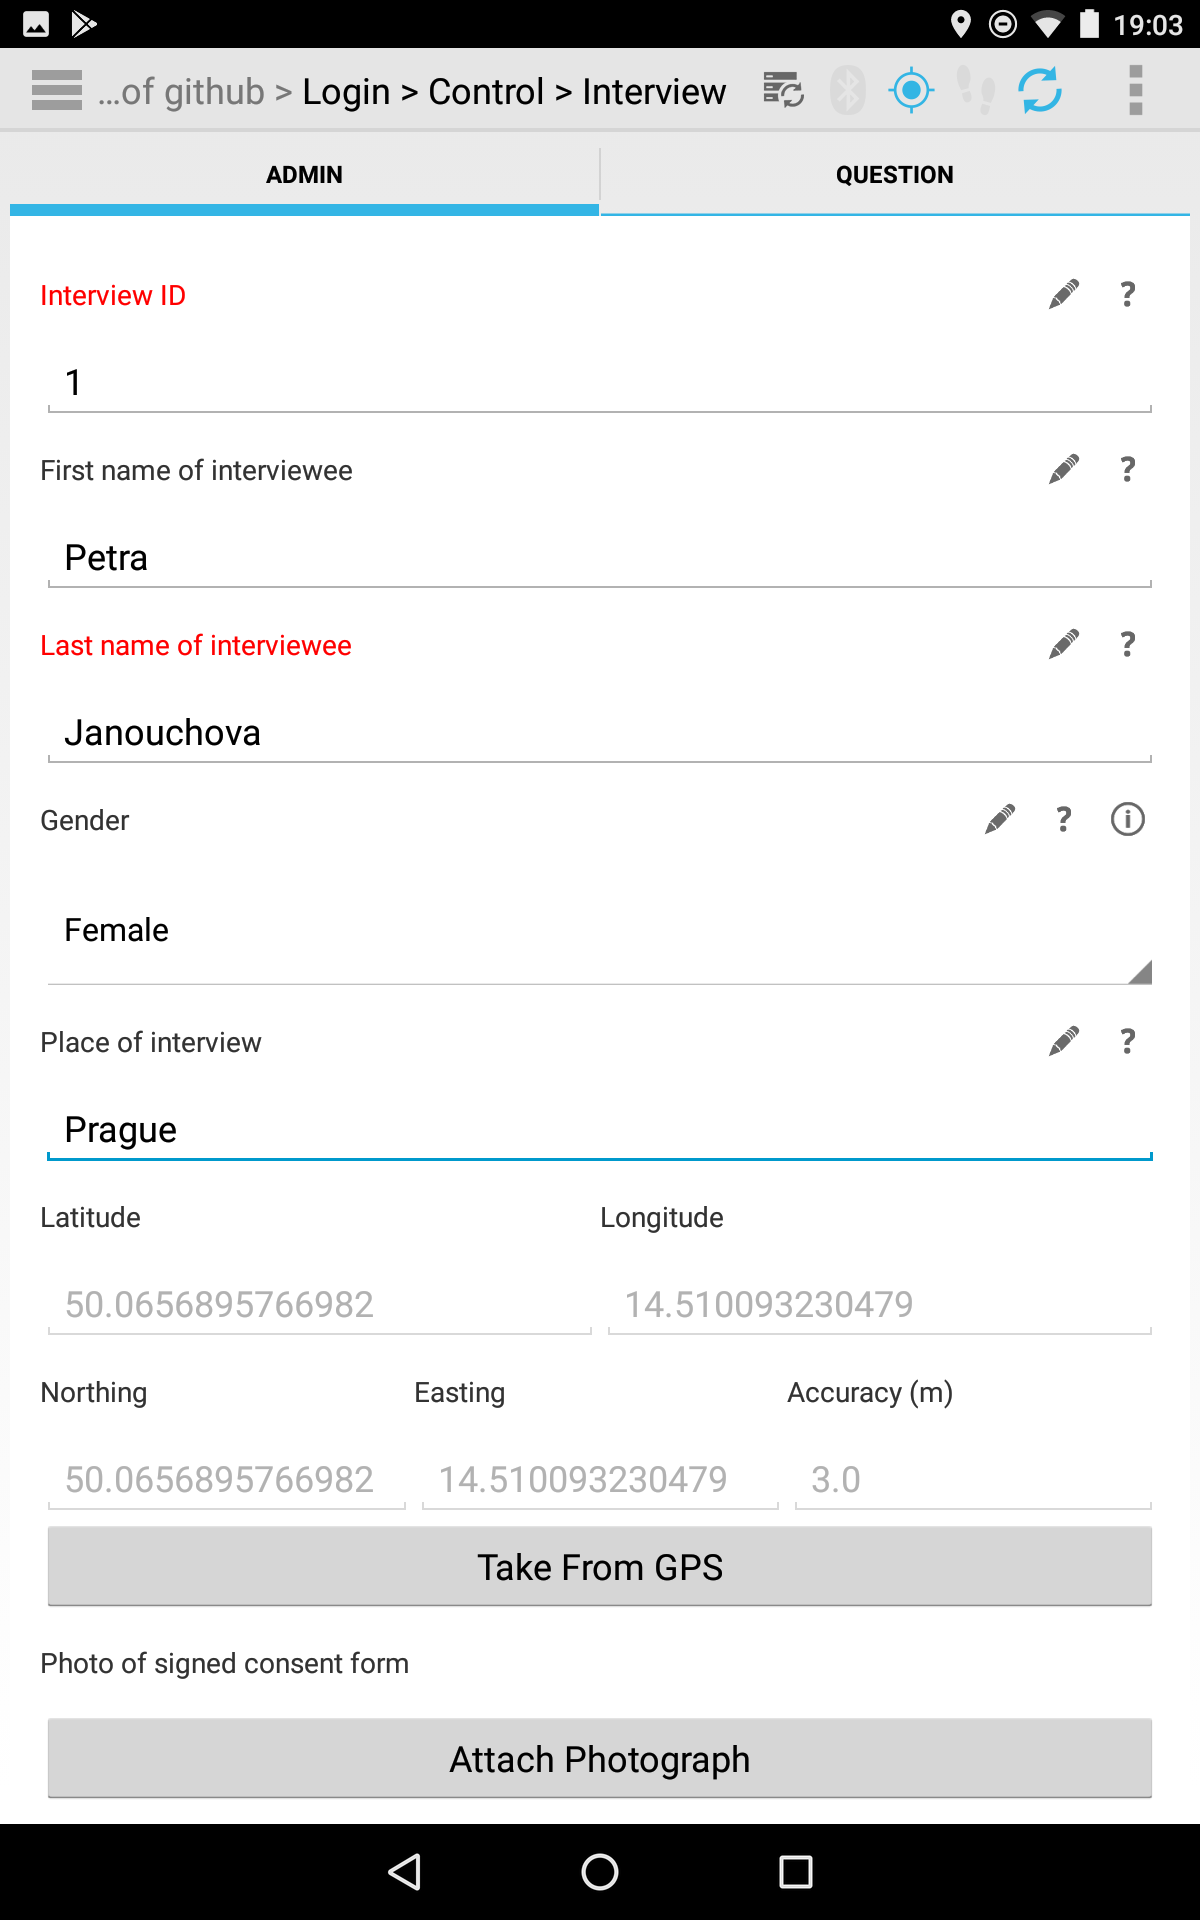 19:03
...of github > Login > Control > Interview
ADMIN
QUESTION
Interview ID
?
1
First name of interviewee
?
Petra
Last name of interviewee
?
Janouchova
Gender
?
Female
Place of interview
?
Prague
Latitude Longitude
50.0656895766982 14.510093230479
Northing Easting Accuracy (m)
50.0656895766982 14.510093230479 3.0
Take From GPS
Photo of signed consent form
Attach Photograph